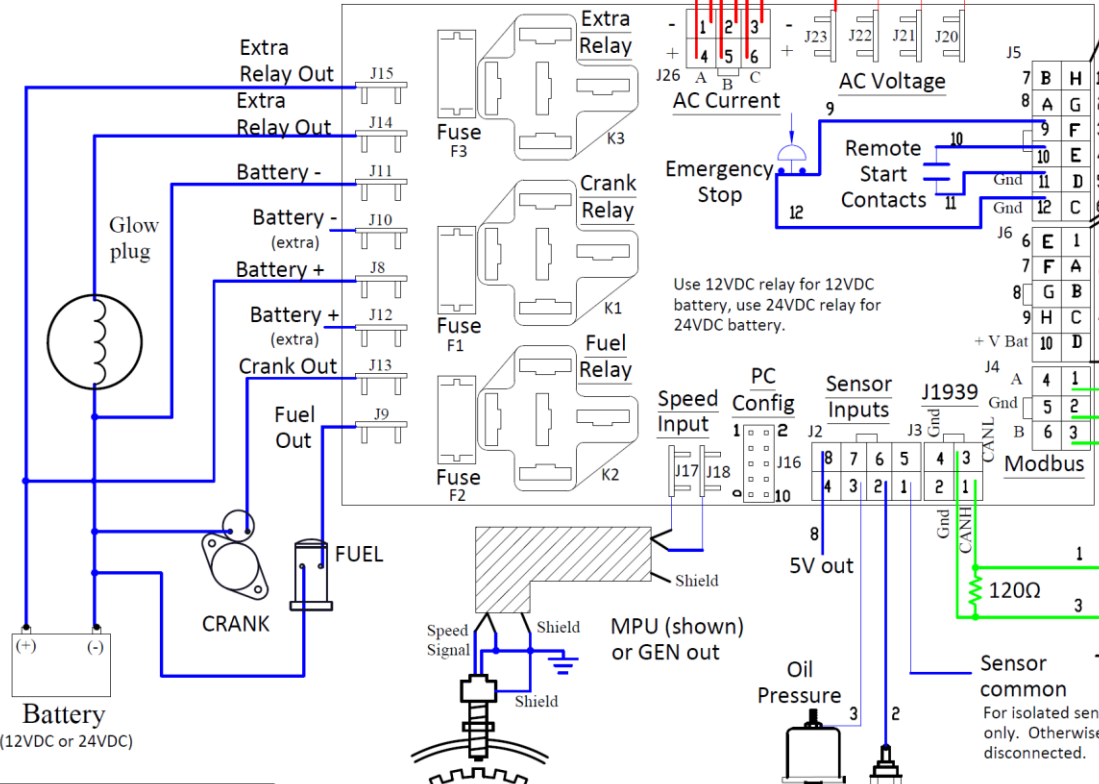 Extra
Relay Out
J15
Extra
Relay Out
J14
Battery -
J11
Battery -
(extra)
J10
Battery +
J8
Battery +
(extra)
J12
Crank Out
J13
Fuel
Out
J9
Glow
plug
Extra
Relay
Fuse
F3
K3
Crank
Relay
Fuse
F1
K1
Fuel
Relay
Fuse
F2
K2
- 1 2 3 -
+ 4 5 6 +
J26 A B C
AC Current
J23 J22 J21 J20
AC Voltage
9
Emergency
Stop
12
Remote
Start
Contacts
10
11
J5
7 B H
8 A G
9 F
10 E
Gnd 11 D
Gnd 12 C
J6
6 E 1
7 F A
8 G B
9 H C
+ V Bat 10 D
J4
A 4 1
Gnd 5 2
B 6 3
Modbus
Use 12VDC relay for 12VDC
battery, use 24VDC relay for
24VDC battery.
Speed
Input
J17 J18
PC
Config
1 2
J16
10
Sensor
Inputs
J2
8 7 6 5
4 3 2 1
J1939
J3
Gnd
CANL
4 3
2 1
Gnd
CANH
8
5V out
1
120Ω
3
Shield
MPU (shown)
or GEN out
Speed
Signal
Shield
Shield
Oil
Pressure
3
2
Sensor
common
For isolated sen
only. Otherwise
disconnected.
FUEL
CRANK
(+) (-)
Battery
(12VDC or 24VDC)